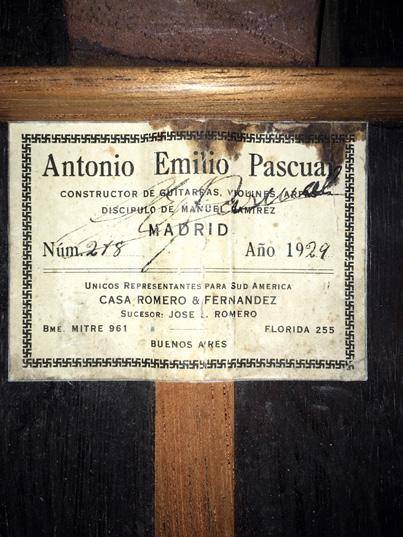 Antonio Emilio Pascual
CONSTRUCTOR DE GUITARRAS, VIOLINES, ARPAS
DISCIPULO DE MANUEL RAMIREZ
MADRID
Núm. 218 Año 1929
UNICOS REPRESENTANTES PARA SUD AMERICA
CASA ROMERO & FERNANDEZ
SUCESOR: JOSE L. ROMERO
BME. MITRE 961 FLORIDA 255
BUENOS AIRES